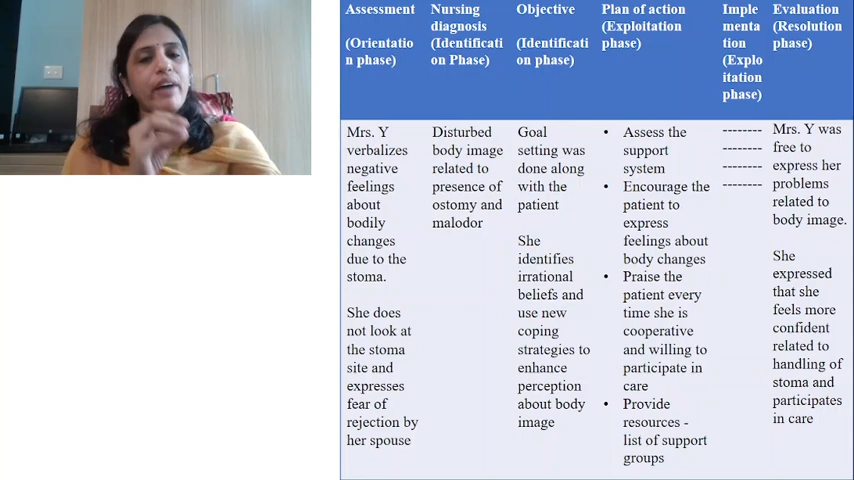 Assessment
(Orientatio
n phase)
Nursing
diagnosis
(Identificati
on Phase)
Objective
(Identificati
on phase)
Plan of action
(Exploitation
phase)
Imple
menta
tion
(Explo
itation
phase)
Evaluation
(Resolution
phase)
Mrs. Y
verbalizes
negative
feelings
about
bodily
changes
due to the
stoma.
She does
not look at
the stoma
site and
expresses
fear of
rejection by
her spouse
Disturbed
body image
related to
presence of
ostomy and
malodor
Goal
setting was
done along
with the
patient
She
identifies
irrational
beliefs and
use new
coping
strategies to
enhance
perception
about body
image
• Assess the
support
system
• Encourage the
patient to
express
feelings about
body changes
• Praise the
patient every
time she is
cooperative
and willing to
participate in
care
• Provide
resources -
list of support
groups
--------
--------
--------
--------
Mrs. Y was
free to
express her
problems
related to
body image.
She
expressed
that she
feels more
confident
related to
handling of
stoma and
participates
in care